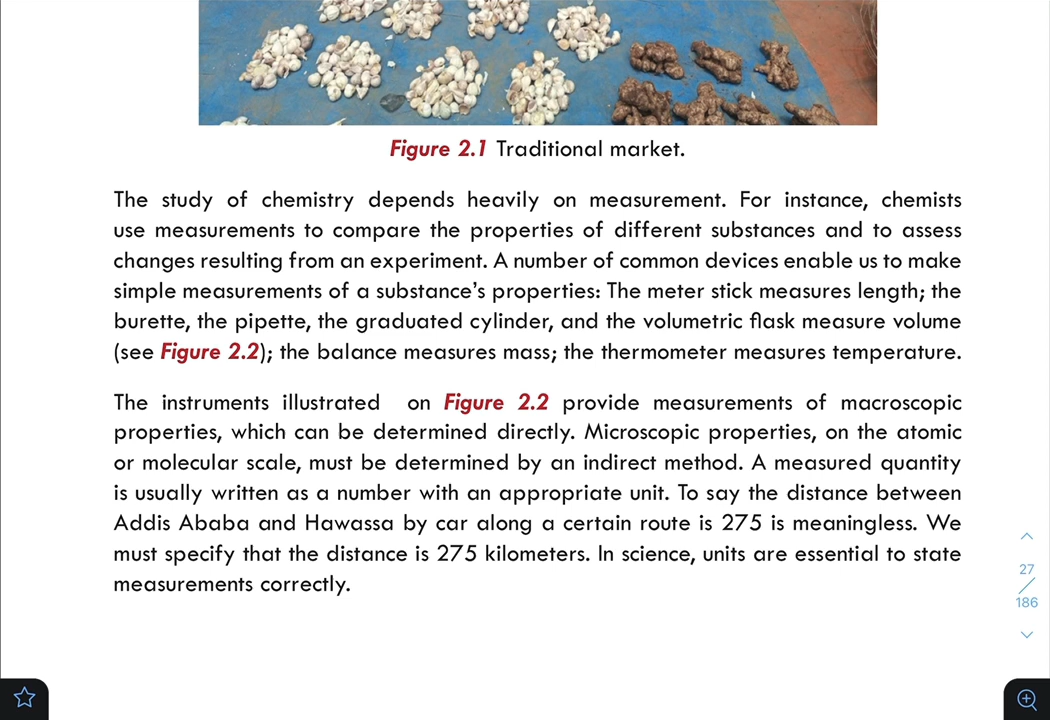 Figure 2.1 Traditional market.
The study of chemistry depends heavily on measurement. For instance, chemists
use measurements to compare the properties of different substances and to assess
changes resulting from an experiment. A number of common devices enable us to make
simple measurements of a substance's properties: The meter stick measures length; the
burette, the pipette, the graduated cylinder, and the volumetric flask measure volume
(see Figure 2.2); the balance measures mass; the thermometer measures temperature.
The instruments illustrated on Figure 2.2 provide measurements of macroscopic
properties, which can be determined directly. Microscopic properties, on the atomic
or molecular scale, must be determined by an indirect method. A measured quantity
is usually written as a number with an appropriate unit. To say the distance between
Addis Ababa and Hawassa by car along a certain route is 275 is meaningless. We
must specify that the distance is 275 kilometers. In science, units are essential to state
measurements correctly.
27
/
186